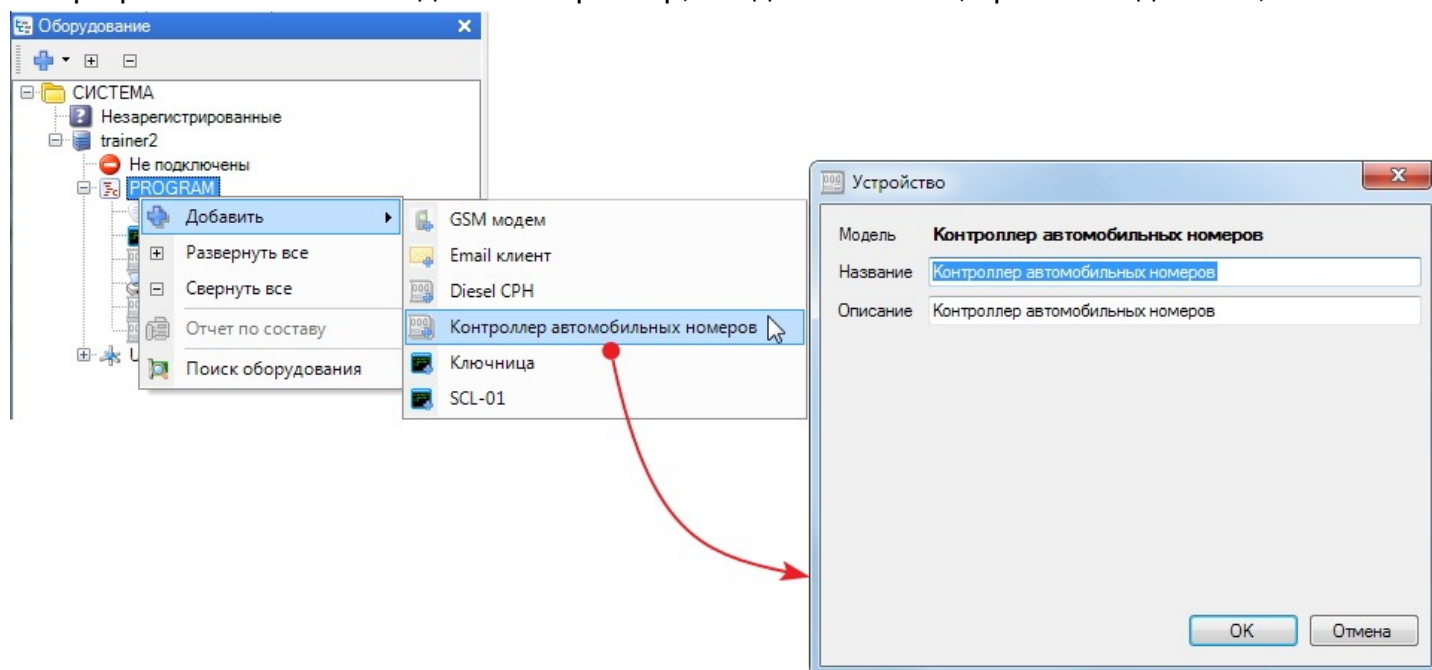 Оборудование
СИСТЕМА
Незарегистрированные
trainer2
Не подключены
PROGRAM
Добавить
Развернуть все
Свернуть все
Отчет по составу
Поиск оборудования
GSM модем
Email клиент
Diesel CPH
Контроллер автомобильных номеров
Ключница
SCL-01
Устройство
Модель Контроллер автомобильных номеров
Название Контроллер автомобильных номеров
Описание Контроллер автомобильных номеров
OK Отмена